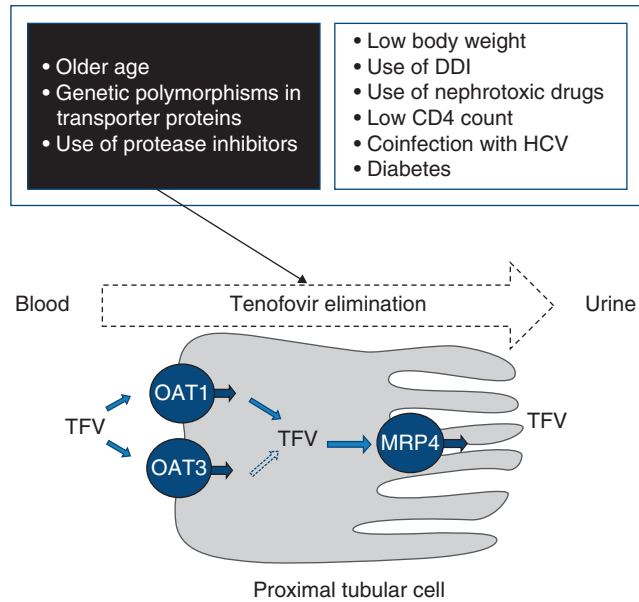 • Older age
• Genetic polymorphisms in
transporter proteins
• Use of protease inhibitors
• Low body weight
• Use of DDI
• Use of nephrotoxic drugs
• Low CD4 count
• Coinfection with HCV
• Diabetes
Blood
Tenofovir elimination
Urine
OAT1
TFV
OAT3
TFV
MRP4
TFV
Proximal tubular cell